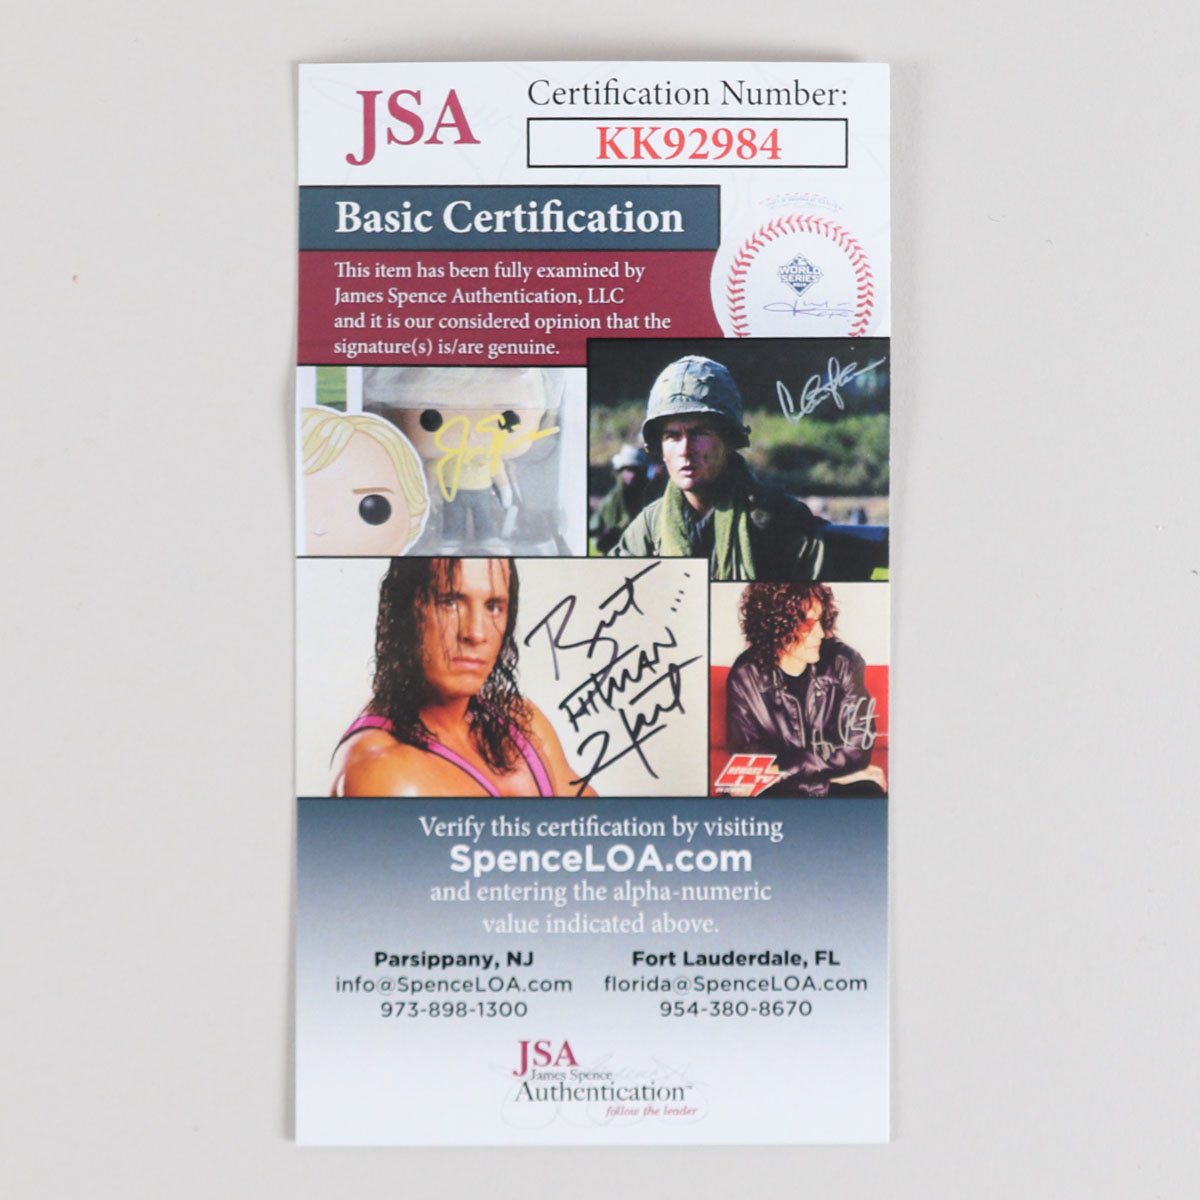 JSA
Certification Number:
KK92984
Basic Certification
This item has been fully examined by
James Spence Authentication, LLC
and it is our considered opinion that the
signature(s) is/are genuine.
WORLD
SERIES
Bret
HITMAN
Hart
Verify this certification by visiting
SpenceLOA.com
and entering the alpha-numeric
value indicated above.
Parsippany, NJ
info@SpenceLOA.com
973-898-1300
Fort Lauderdale, FL
florida@SpenceLOA.com
954-380-8670
JSA
James Spence
Authentication™
follow the leader